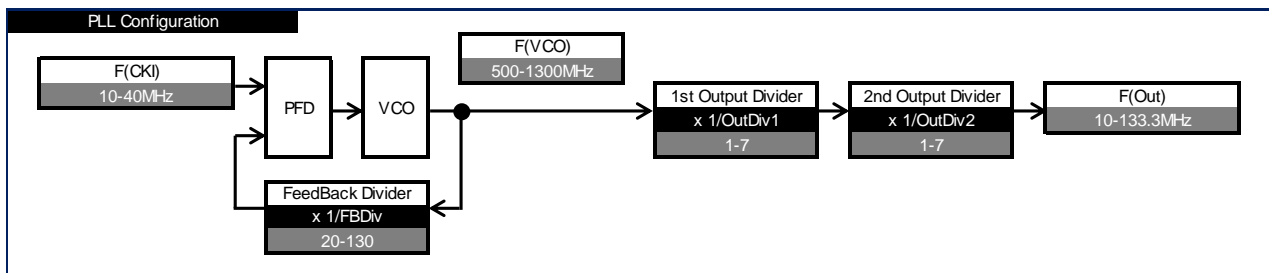 PLL Configuration
F(CKI)
10-40MHz
PFD
VCO
F(VCO)
500-1300MHz
1st Output Divider
x 1/OutDiv1
1-7
2nd Output Divider
x 1/OutDiv2
1-7
F(Out)
10-133.3MHz
FeedBack Divider
x 1/FBDiv
20-130